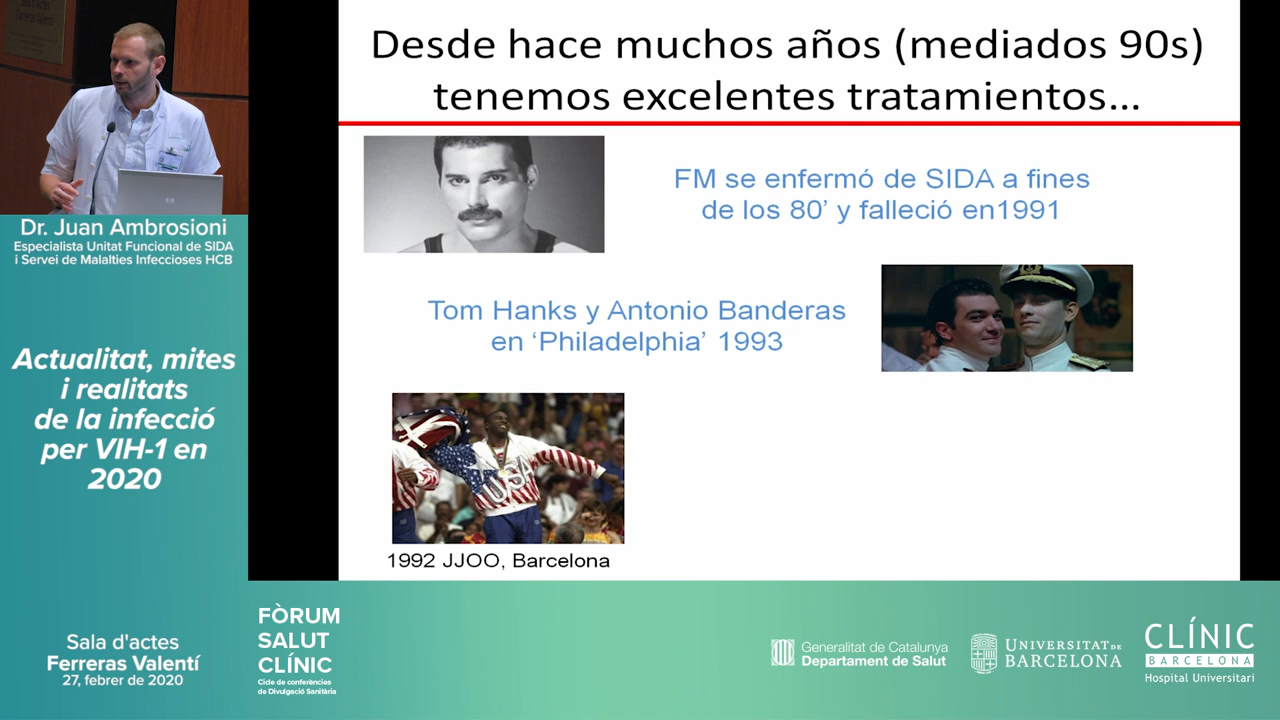 Desde hace muchos años (mediados 90s)
tenemos excelentes tratamientos...
FM se enfermó de SIDA a fines
de los 80’ y falleció en1991
Tom Hanks y Antonio Banderas
en ‘Philadelphia’ 1993
USA
1992 JJOO, Barcelona
Dr. Juan Ambrosioni
Especialista Unitat Funcional de SIDA
i Servei de Malalties Infeccioses HCB
Actualitat, mites
i realitats
de la infecció
per VIH-1 en
2020
Sala d'actes
Ferreras Valentí
27, febrer de 2020
FÒRUM
SALUT
CLÍNIC
Cicle de conferències
de Divulgació Sanitària
Generalitat de Catalunya
Departament de Salut
UNIVERSITAT DE
BARCELONA
CLÍNIC
BARCELONA
Hospital Universitari